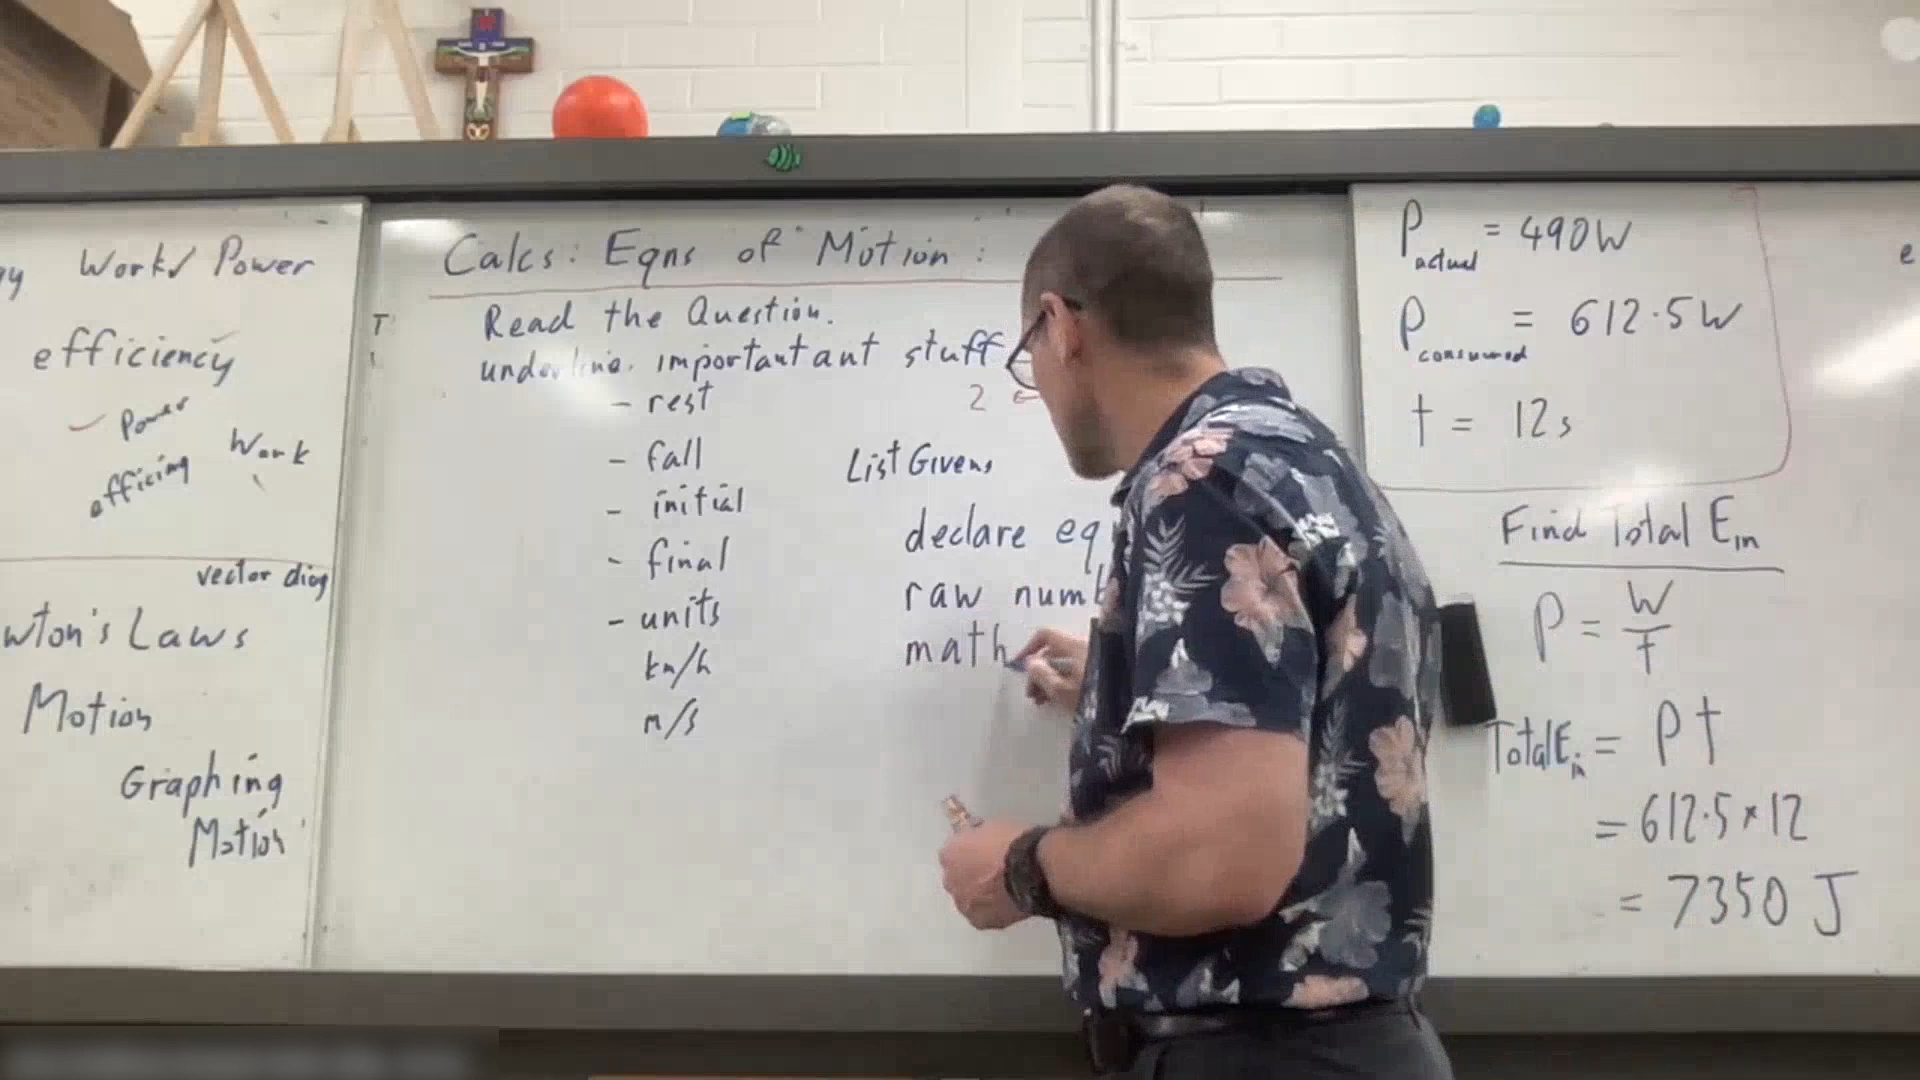 Work Power
efficiency
Power
Work
vector diag
wton's Laws
Motion
Graphing
Motion
Calcs: Eqns of Motion:
Read the Question.
underline. importantant stuff
- rest
- fall
- initial
- final
- units
km/h
m/s
2
List Givens
declare eq
raw numb
math
P actual = 490W
P consumed = 612.5W
t = 12s
Find Total E in
P = W/t
Total E in = Pt
= 612.5 × 12
= 7350 J